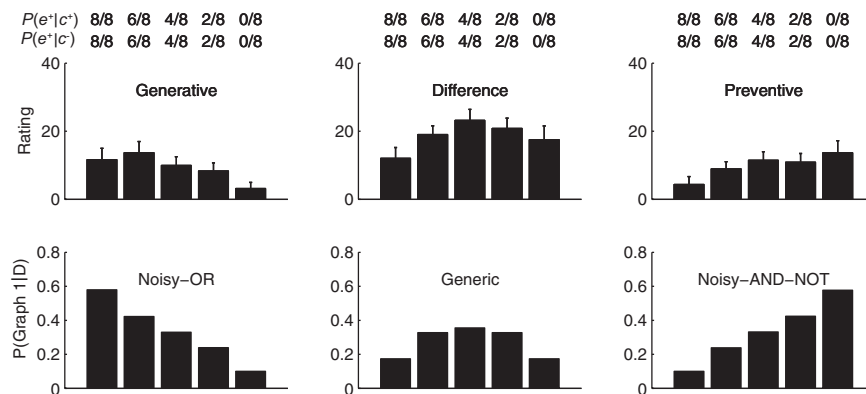 P(e⁺|c⁺) 8/8 6/8 4/8 2/8 0/8 8/8 6/8 4/8 2/8 0/8 8/8 6/8 4/8 2/8 0/8
P(e⁺|c⁻) 8/8 6/8 4/8 2/8 0/8 8/8 6/8 4/8 2/8 0/8 8/8 6/8 4/8 2/8 0/8
40 40 40
Generative Difference Preventive
Rating
20 20 20
0 0 0
0.8 0.8 0.8
Noisy−OR Generic Noisy−AND−NOT
0.6 0.6 0.6
P(Graph 1|D)
0.4 0.4 0.4
0.2 0.2 0.2
0 0 0